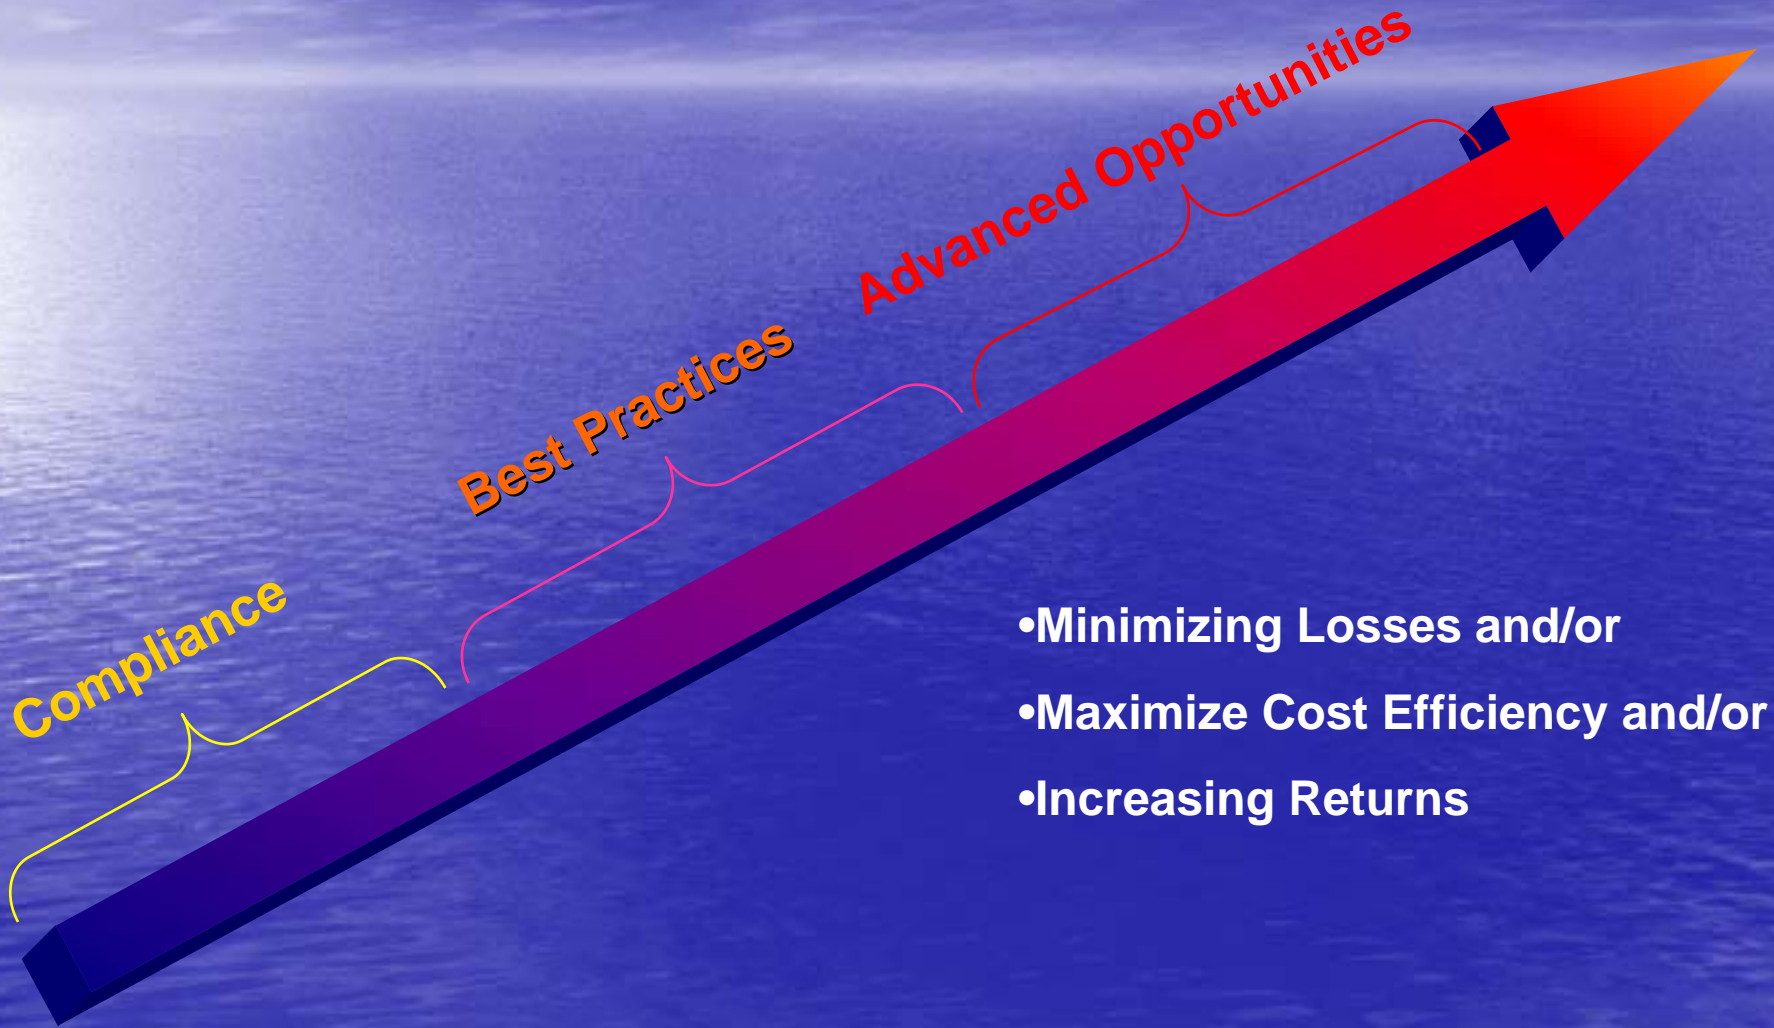 Advanced Opportunities
Best Practices
Compliance
•Minimizing Losses and/or
•Maximize Cost Efficiency and/or
•Increasing Returns